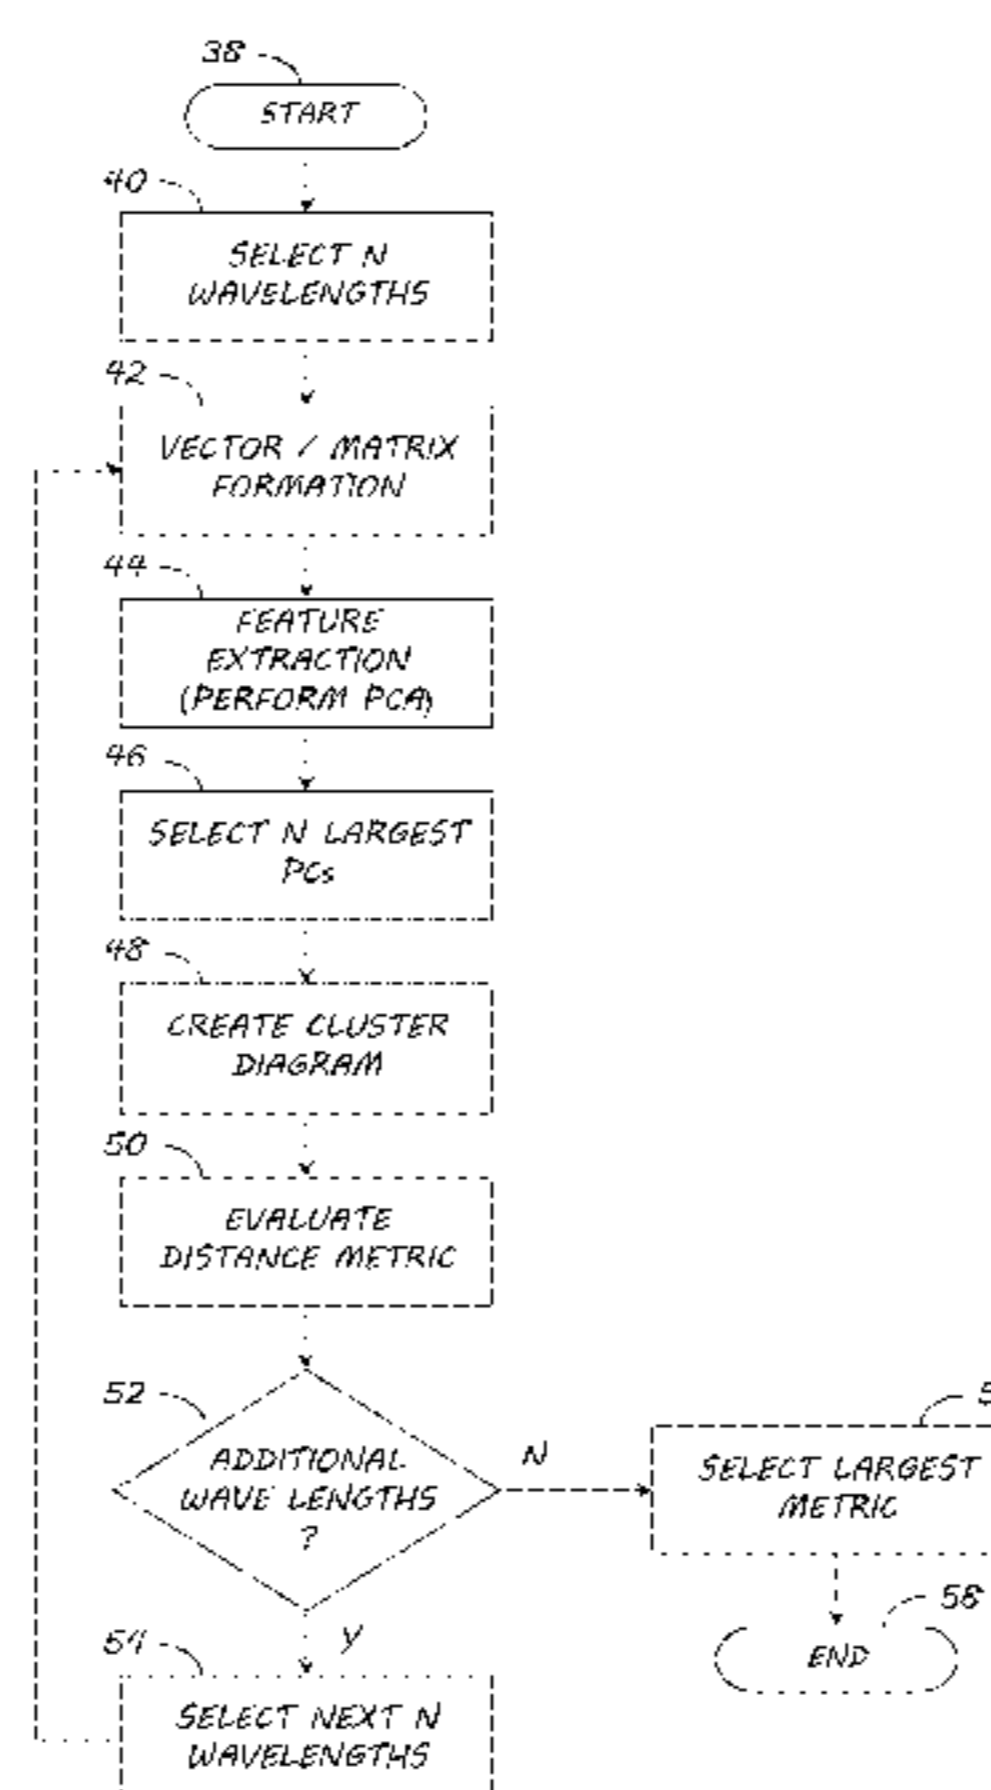 38
START
40
SELECT N
WAVELENGTHS
42
VECTOR / MATRIX
FORMATION
44
FEATURE
EXTRACTION
(PERFORM PCA)
46
SELECT N LARGEST
PCs
48
CREATE CLUSTER
DIAGRAM
50
EVALUATE
DISTANCE METRIC
52
ADDITIONAL
WAVE LENGTHS
?
N
SELECT LARGEST
METRIC
Y
58
END
54
SELECT NEXT N
WAVELENGTHS